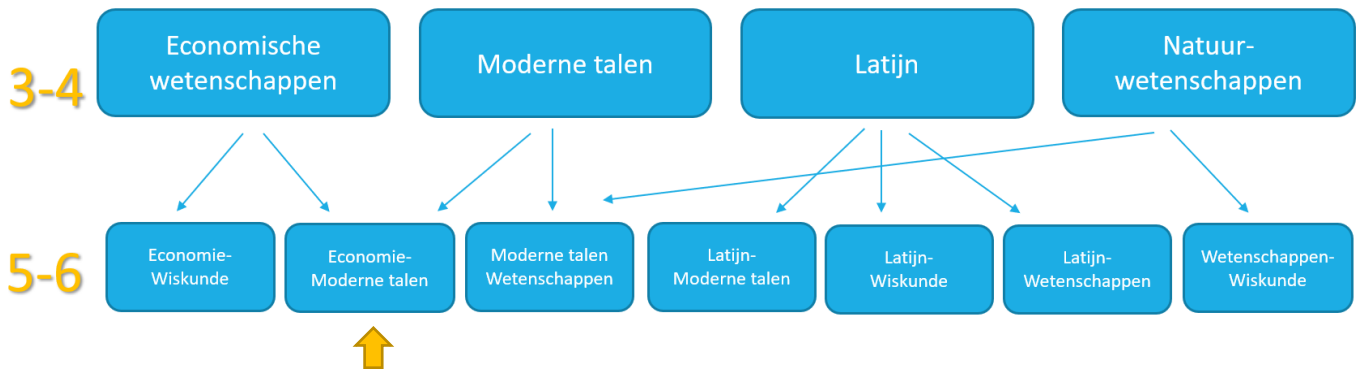 3-4
Economische
wetenschappen
Moderne talen
Latijn
Natuur-
wetenschappen
5-6
Economie-
Wiskunde
Economie-
Moderne talen
Moderne talen
Wetenschappen
Latijn-
Moderne talen
Latijn-
Wiskunde
Latijn-
Wetenschappen
Wetenschappen-
Wiskunde